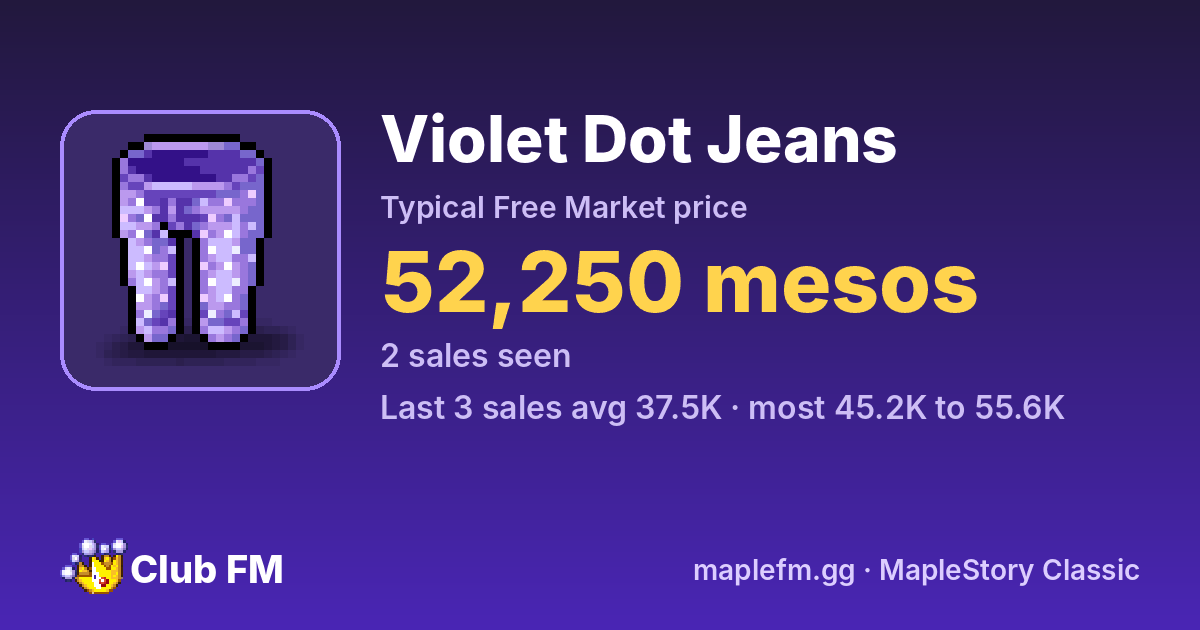 Violet Dot Jeans
Typical Free Market price
52,250 mesos
2 sales seen
Last 3 sales avg 37.5K · most 45.2K to 55.6K
Club FM
maplefm.gg · MapleStory Classic